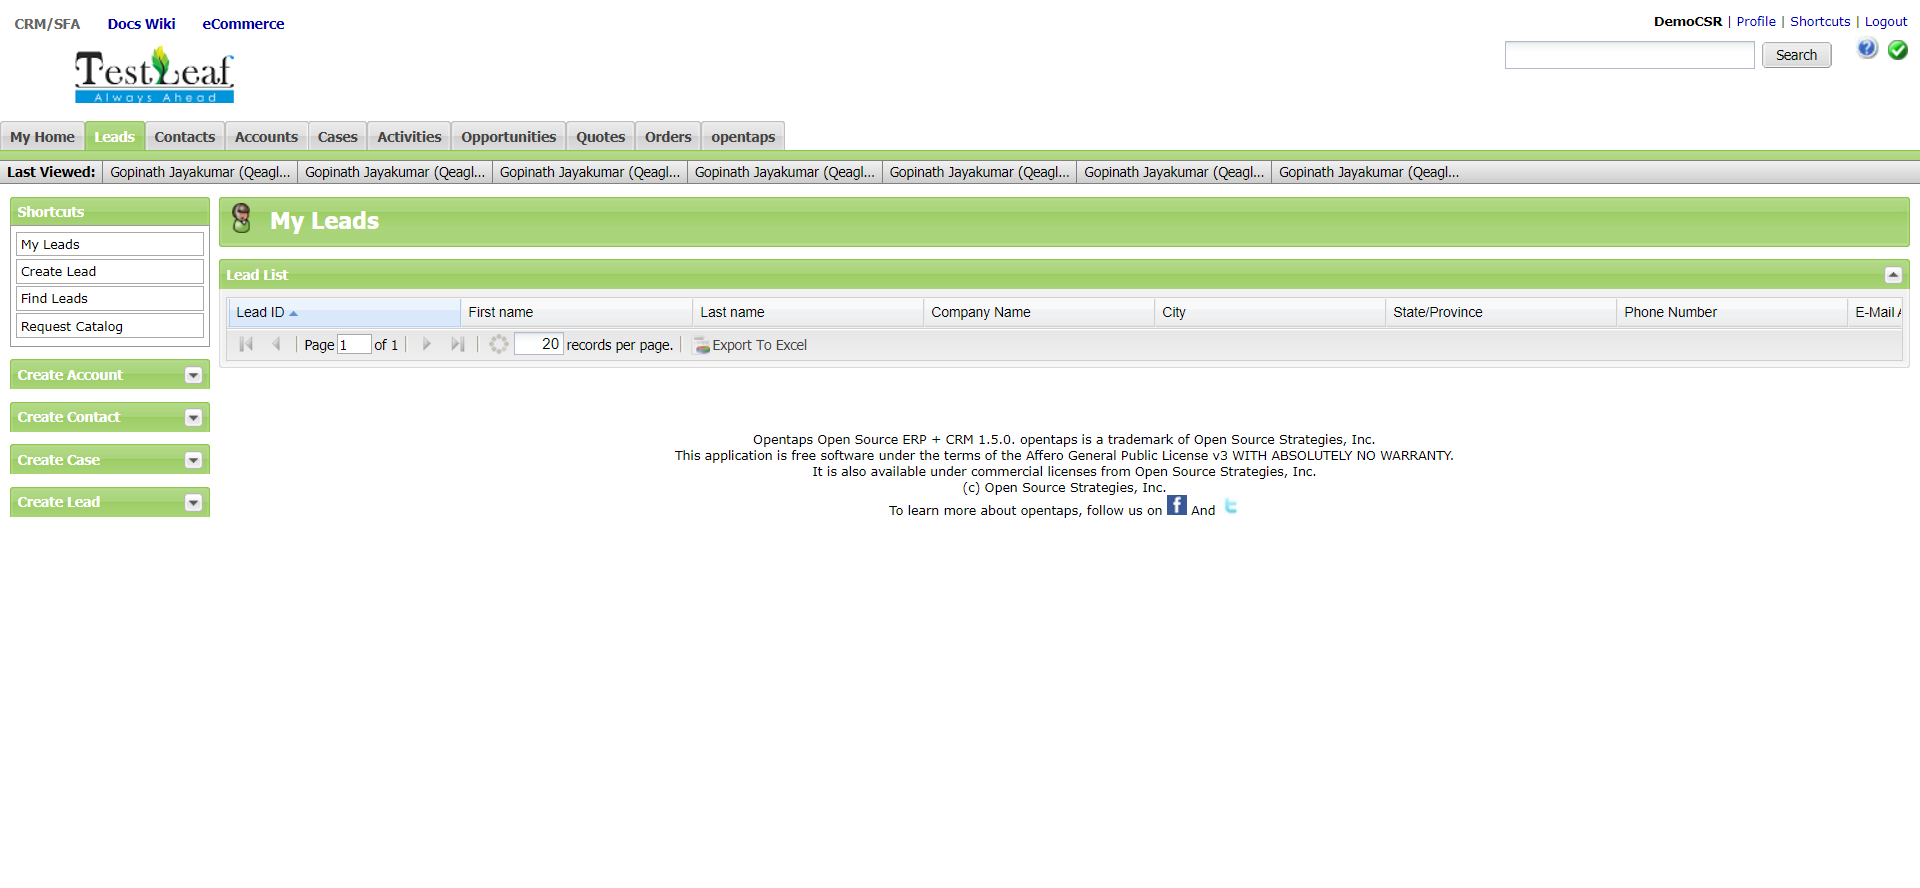 CRM/SFA Docs Wiki eCommerce
DemoCSR | Profile | Shortcuts | Logout
TestLeaf
Always Ahead
Search
My Home Leads Contacts Accounts Cases Activities Opportunities Quotes Orders opentaps
Last Viewed: Gopinath Jayakumar (Qeagl... Gopinath Jayakumar (Qeagl... Gopinath Jayakumar (Qeagl... Gopinath Jayakumar (Qeagl... Gopinath Jayakumar (Qeagl... Gopinath Jayakumar (Qeagl... Gopinath Jayakumar (Qeagl...
Shortcuts
My Leads
Create Lead
Find Leads
Request Catalog
Create Account
Create Contact
Create Case
Create Lead
My Leads
Lead List
Lead ID First name Last name Company Name City State/Province Phone Number E-Mail
Page 1 of 1 20 records per page. Export To Excel
Opentaps Open Source ERP + CRM 1.5.0. opentaps is a trademark of Open Source Strategies, Inc.
This application is free software under the terms of the Affero General Public License v3 WITH ABSOLUTELY NO WARRANTY.
It is also available under commercial licenses from Open Source Strategies, Inc.
(c) Open Source Strategies, Inc.
To learn more about opentaps, follow us on f And t